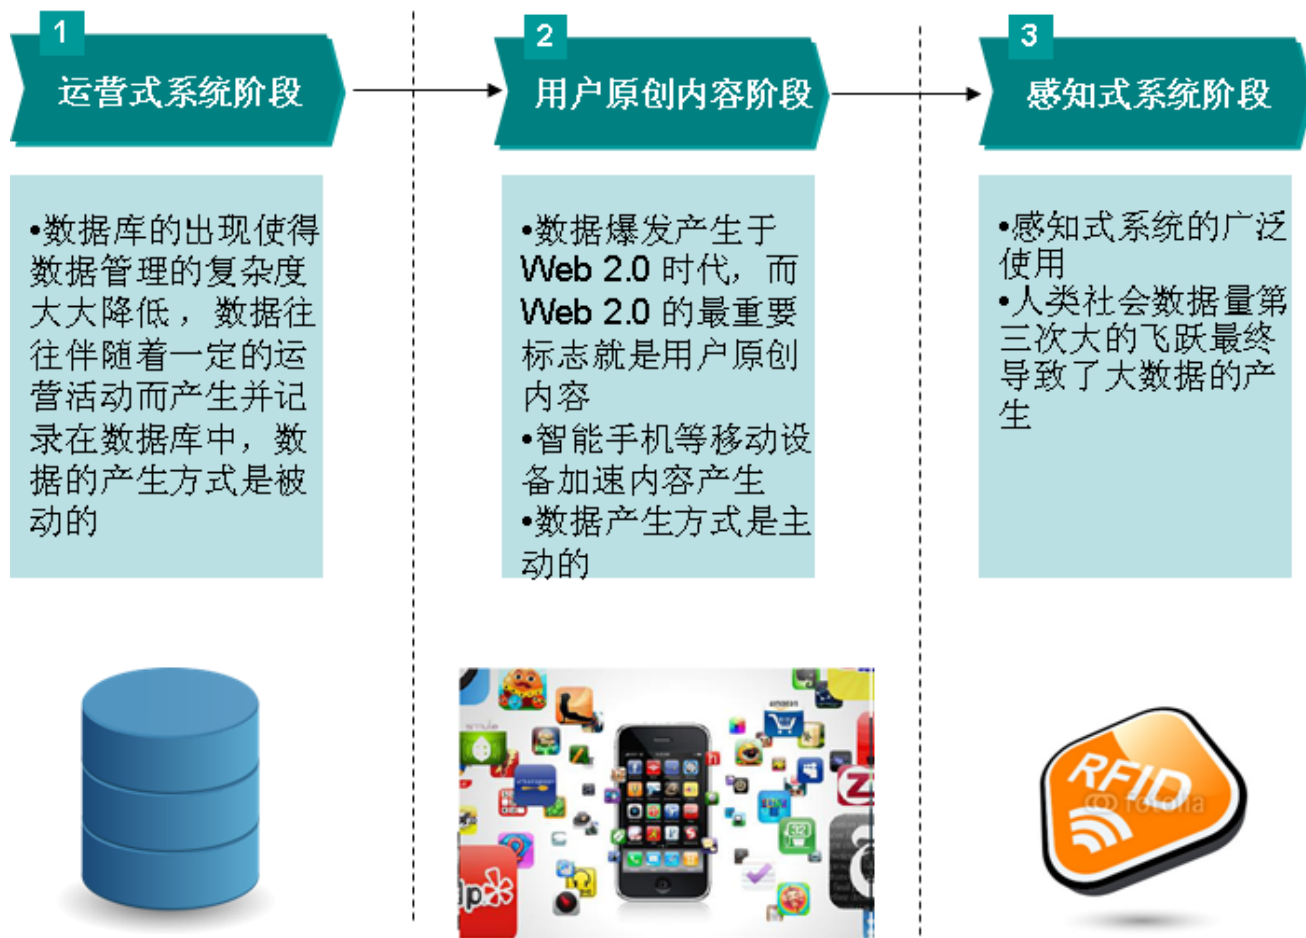 1
运营式系统阶段
•数据库的出现使得
数据管理的复杂度
大大降低，数据往
往伴随着一定的运
营活动而产生并记
录在数据库中，数
据的产生方式是被
动的
2
用户原创内容阶段
•数据爆发产生于
Web 2.0 时代，而
Web 2.0 的最重要
标志就是用户原创
内容
•智能手机等移动设
备加速内容产生
•数据产生方式是主
动的
3
感知式系统阶段
•感知式系统的广泛
使用
•人类社会数据量第
三次大的飞跃最终
导致了大数据的产
生
amazon
RFID
fotolia